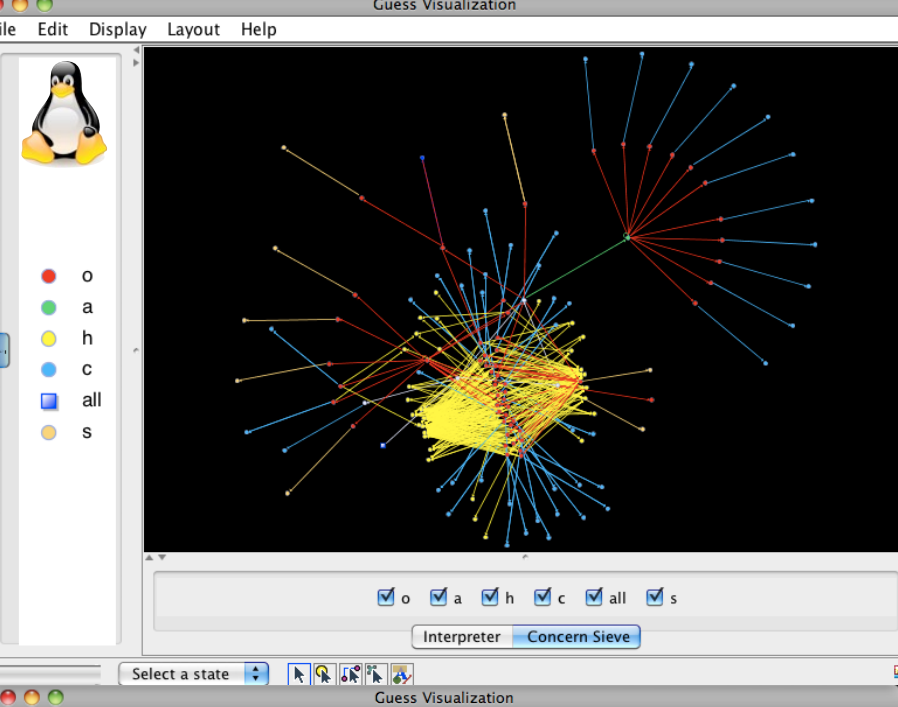 Guess Visualization
ile Edit Display Layout Help
o
a
h
c
all
s
o a h c all s
Interpreter Concern Sieve
Select a state
Guess Visualization